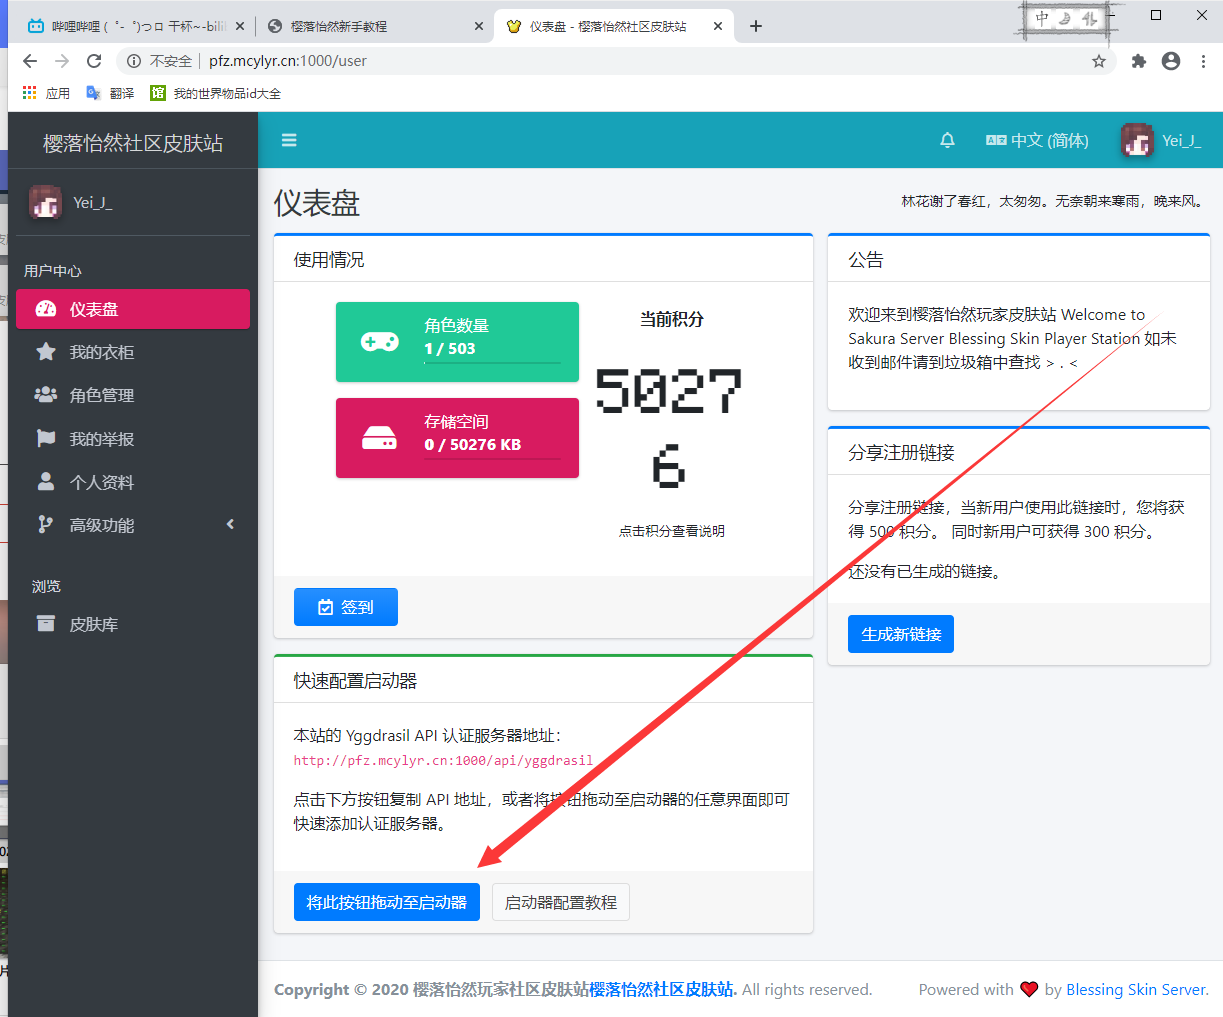 哔哩哔哩 (゜-゜)つロ 干杯~-bili
樱落怡然新手教程
仪表盘 - 樱落怡然社区皮肤站
中
不安全
pfz.mcylyr.cn:1000/user
应用
翻译
馆
我的世界物品id大全
樱落怡然社区皮肤站
中文 (简体)
Yei_J_
Yei_J_
仪表盘
林花谢了春红，太匆匆。无奈朝来寒雨，晚来风。
用户中心
仪表盘
我的衣柜
角色管理
我的举报
个人资料
高级功能
浏览
皮肤库
使用情况
角色数量
1 / 503
存储空间
0 / 50276 KB
当前积分
5027
6
点击积分查看说明
签到
公告
欢迎来到樱落怡然玩家皮肤站 Welcome to
Sakura Server Blessing Skin Player Station 如未
收到邮件请到垃圾箱中查找 > . <
分享注册链接
分享注册链接，当新用户使用此链接时，您将获
得 500 积分。 同时新用户可获得 300 积分。
还没有已生成的链接。
生成新链接
快速配置启动器
本站的 Yggdrasil API 认证服务器地址：
http://pfz.mcylyr.cn:1000/api/yggdrasil
点击下方按钮复制 API 地址，或者将按钮拖动至启动器的任意界面即可
快速添加认证服务器。
将此按钮拖动至启动器
启动器配置教程
Copyright © 2020 樱落怡然玩家社区皮肤站樱落怡然社区皮肤站. All rights reserved.
Powered with ❤ by Blessing Skin Server.